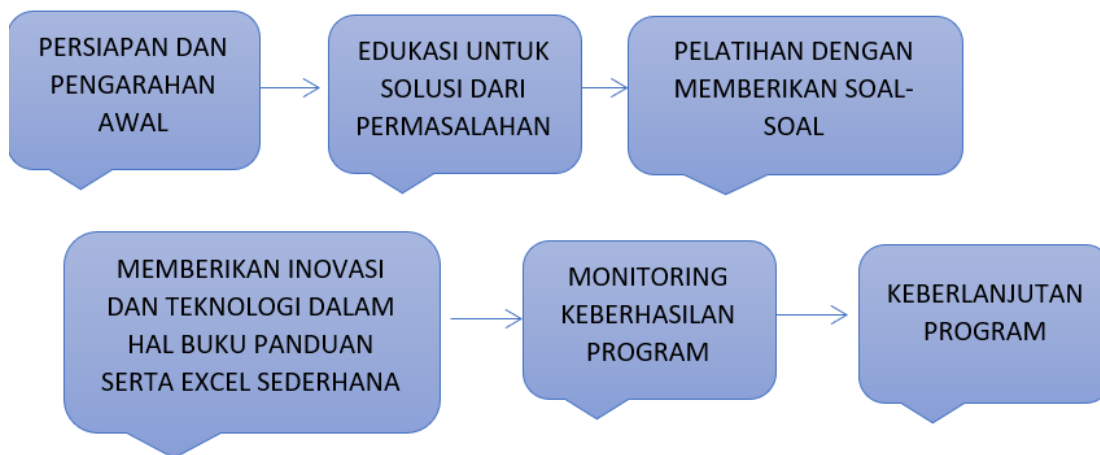 PERSIAPAN DAN
PENGARAHAN
AWAL
EDUKASI UNTUK
SOLUSI DARI
PERMASALAHAN
PELATIHAN DENGAN
MEMBERIKAN SOAL-
SOAL
MEMBERIKAN INOVASI
DAN TEKNOLOGI DALAM
HAL BUKU PANDUAN
SERTA EXCEL SEDERHANA
MONITORING
KEBERHASILAN
PROGRAM
KEBERLANJUTAN
PROGRAM